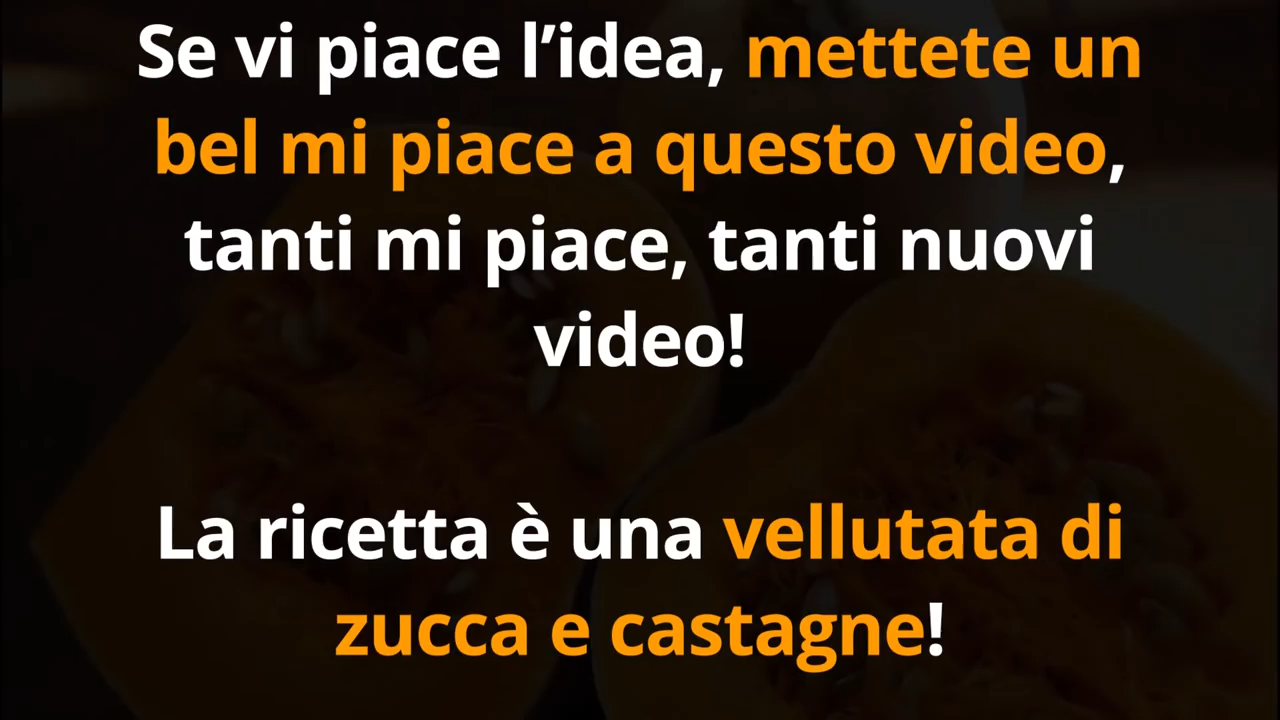 Se vi piace l’idea, mettete un
bel mi piace a questo video,
tanti mi piace, tanti nuovi
video!
La ricetta è una vellutata di
zucca e castagne!